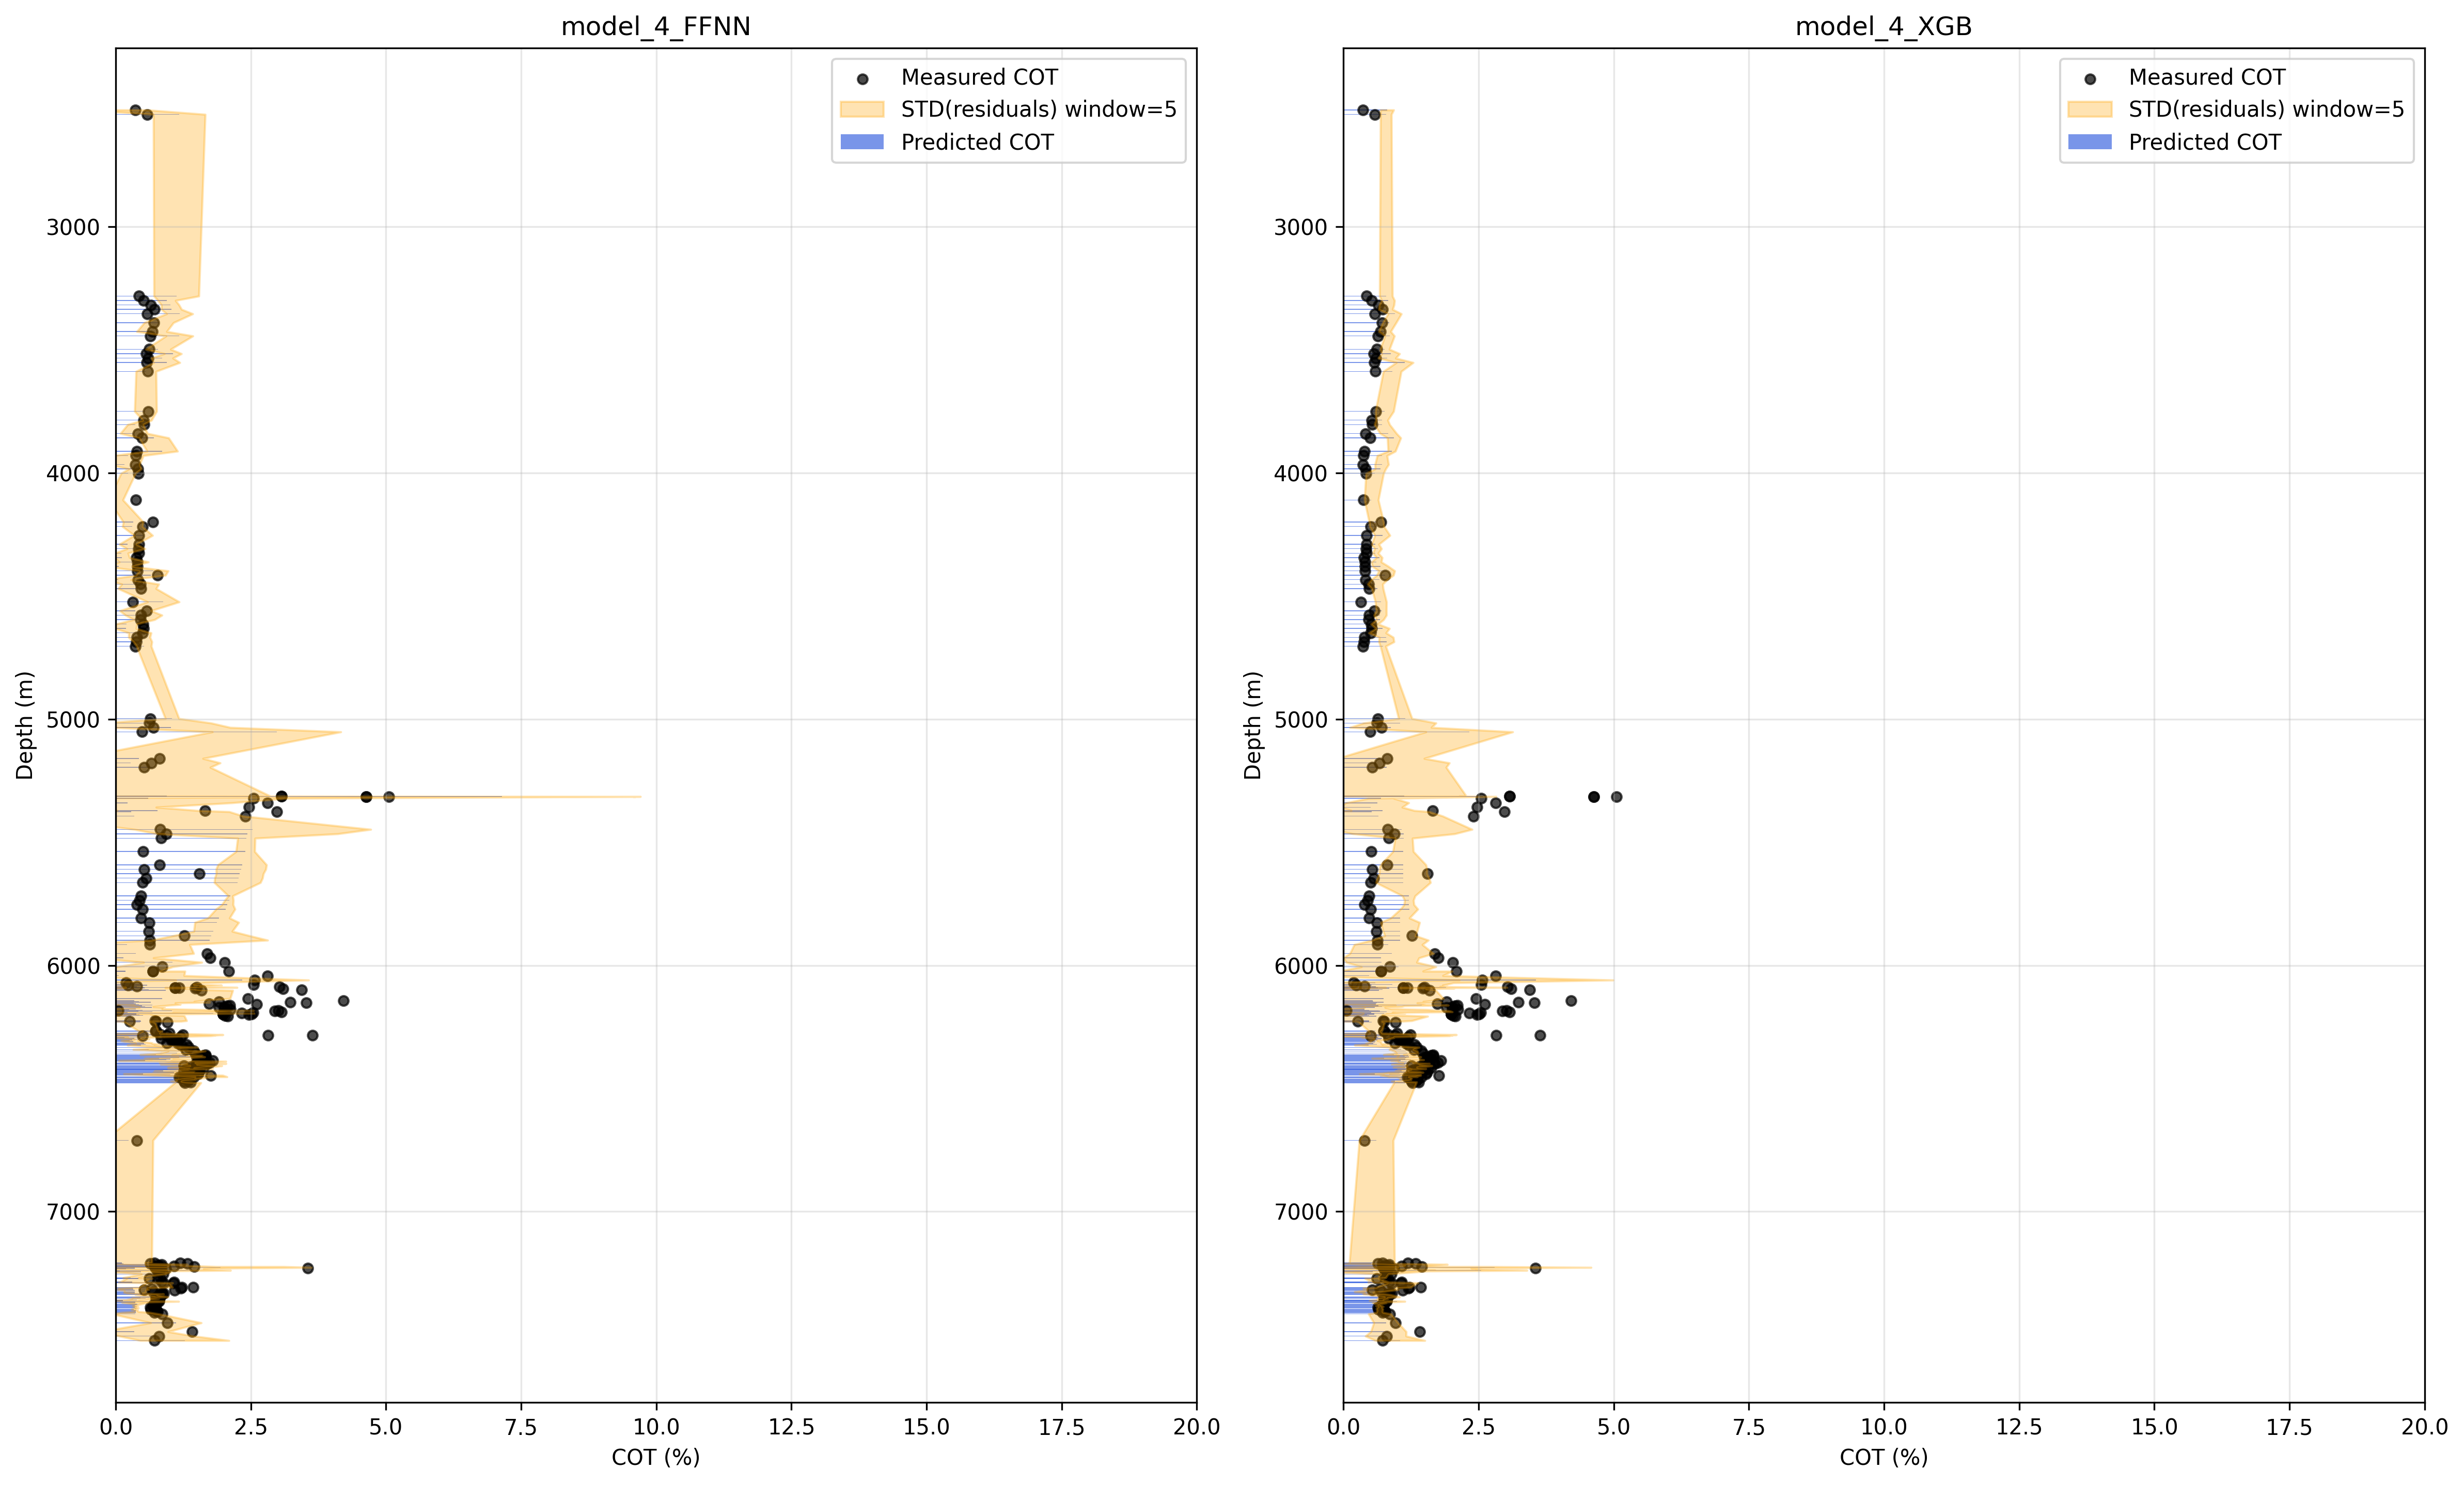 model_4_FFNN
Measured COT
STD(residuals) window=5
Predicted COT
3000
4000
5000
6000
7000
Depth (m)
0.0 2.5 5.0 7.5 10.0 12.5 15.0 17.5 20.0
COT (%)
model_4_XGB
Measured COT
STD(residuals) window=5
Predicted COT
3000
4000
5000
6000
7000
Depth (m)
0.0 2.5 5.0 7.5 10.0 12.5 15.0 17.5 20.0
COT (%)